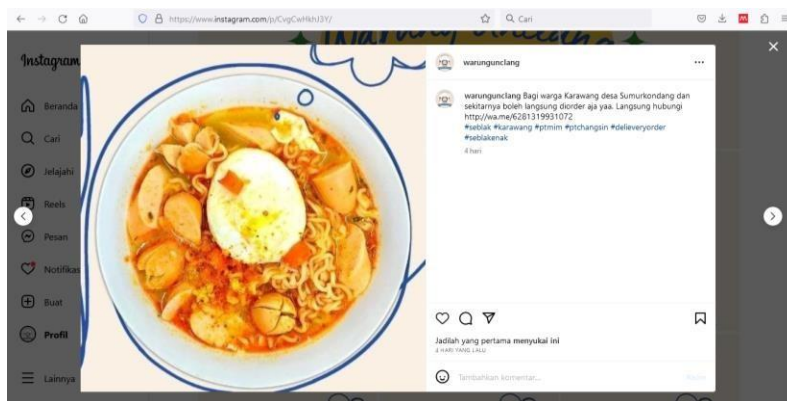 https://www.instagram.com/p/CvgCwHkhJ3Y/
Cari
Instagram
Beranda
Cari
Jelajahi
Reels
Pesan
Notifikas
Buat
Profil
Lainnya
warungunclang
warungunclang Bagi warga Karawang desa Sumurkondang dan
sekitarnya boleh langsung diorder aja yaa. Langsung hubungi
http://wa.me/6281319931072
#seblak #karawang #ptmim #ptchangsin #delieveryorder
#seblakenak
4 hari
Jadilah yang pertama menyukai ini
4 HARI YANG LALU
Tambahkan komentar...
Kirim